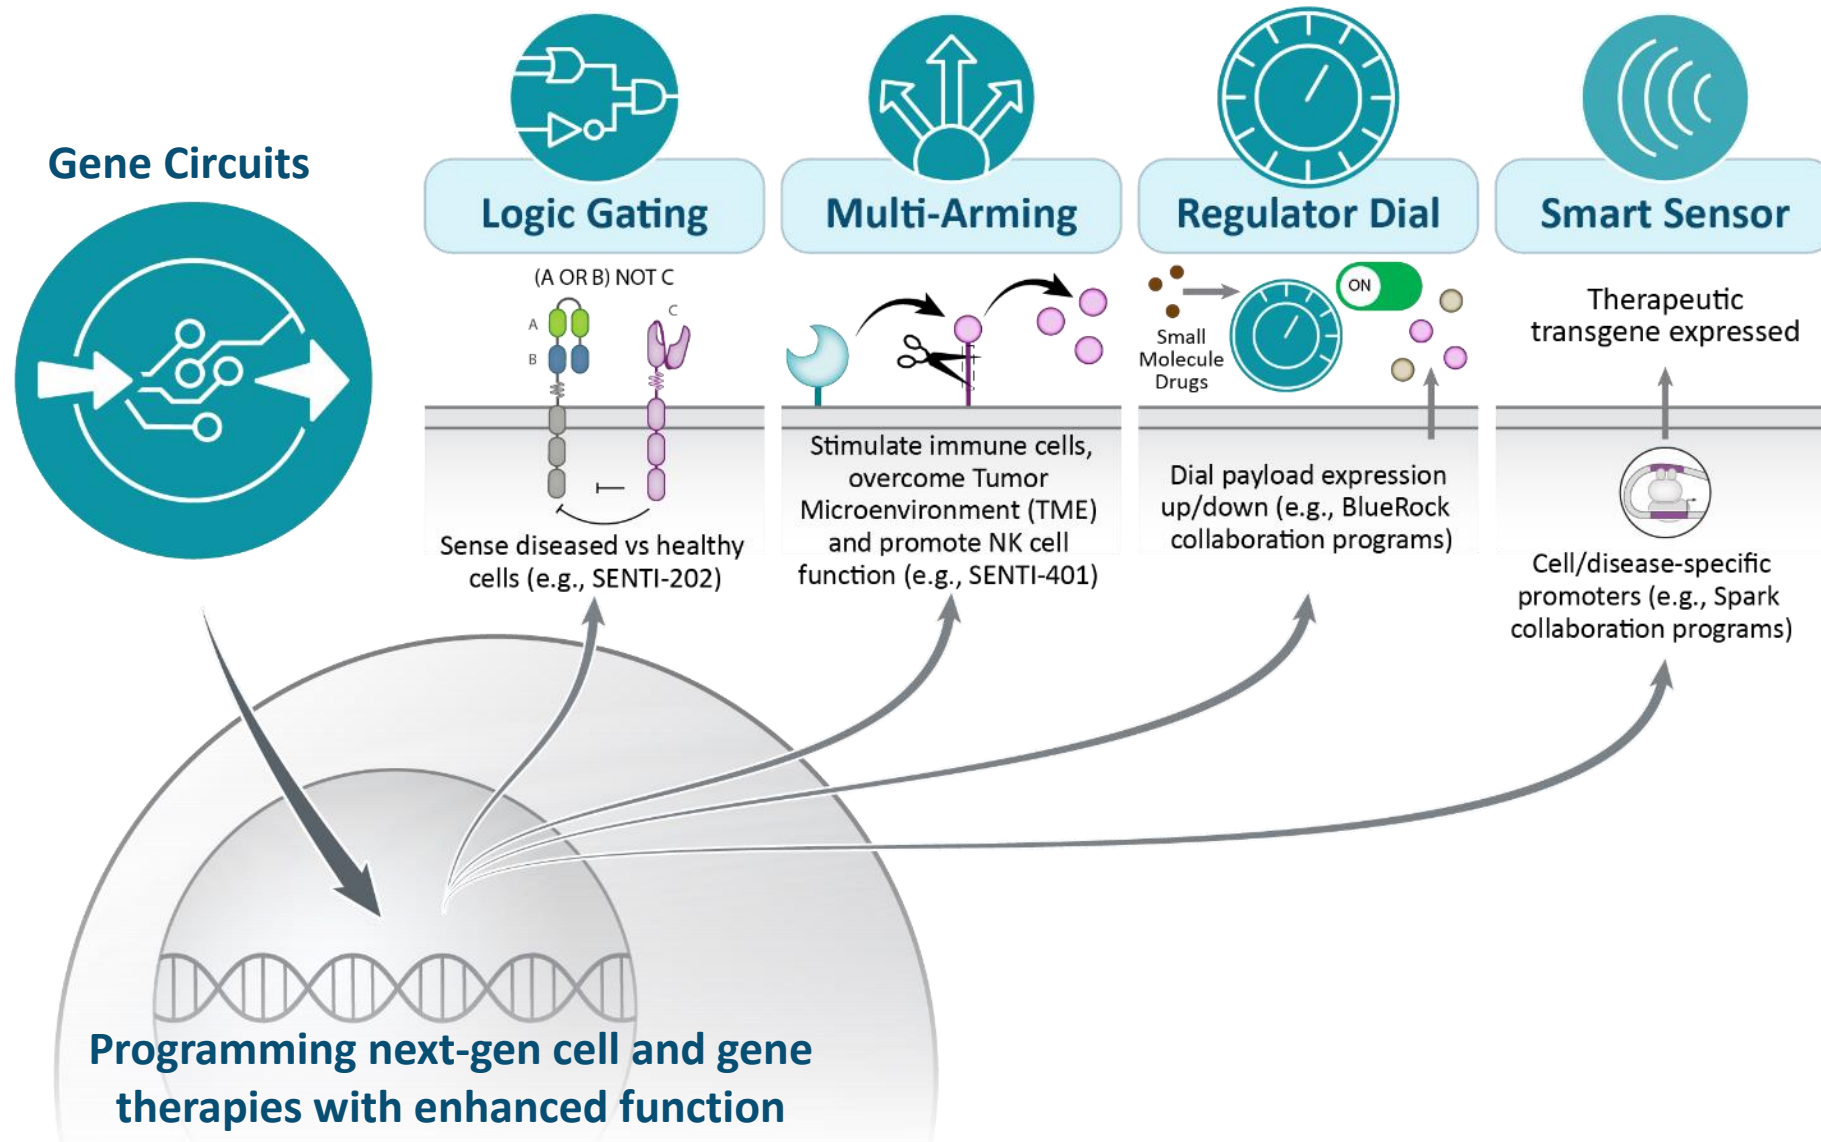 Gene Circuits
Logic Gating
(A OR B) NOT C
A
B
C
Sense diseased vs healthy
cells (e.g., SENTI-202)
Multi-Arming
Stimulate immune cells,
overcome Tumor
Microenvironment (TME)
and promote NK cell
function (e.g., SENTI-401)
Regulator Dial
ON
Small
Molecule
Drugs
Dial payload expression
up/down (e.g., BlueRock
collaboration programs)
Smart Sensor
Therapeutic
transgene expressed
Cell/disease-specific
promoters (e.g., Spark
collaboration programs)
Programming next-gen cell and gene
therapies with enhanced function